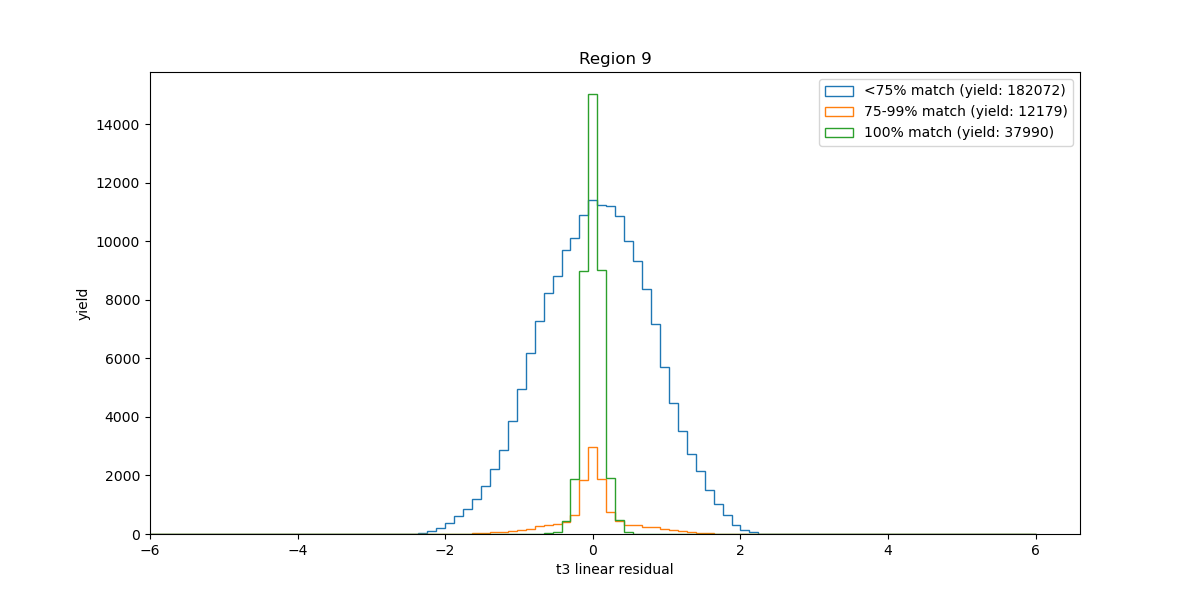 Region 9
<75% match (yield: 182072)
75-99% match (yield: 12179)
100% match (yield: 37990)
14000
12000
10000
8000
6000
4000
2000
0
yield
−6
−4
−2
0
2
4
6
t3 linear residual